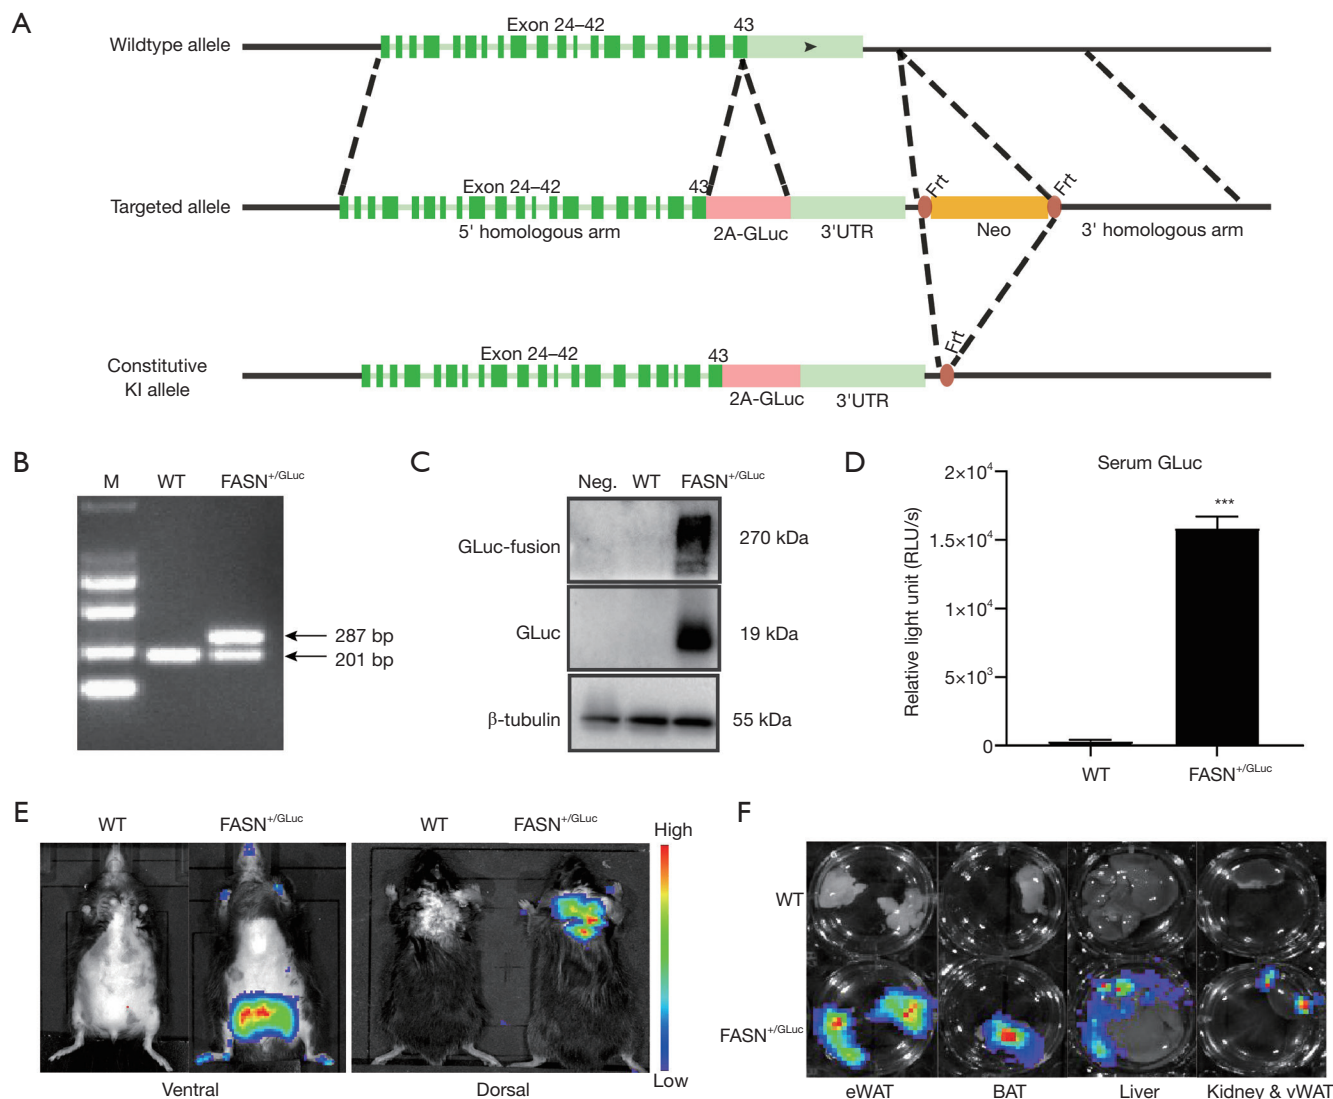 A
Exon 24–42
43
Wildtype allele
Exon 24–42
43
Frt
Frt
Targeted allele
5' homologous arm
2A-GLuc
3'UTR
Neo
3' homologous arm
Constitutive
KI allele
Exon 24–42
43
Frt
2A-GLuc
3'UTR
B
M
WT
FASN+/GLuc
287 bp
201 bp
C
Neg.
WT
FASN+/GLuc
GLuc-fusion
270 kDa
GLuc
19 kDa
β-tubulin
55 kDa
D
Serum GLuc
Relative light unit (RLU/s)
2×10⁴
1.5×10⁴
1×10⁴
5×10³
0
***
WT
FASN+/GLuc
E
WT
FASN+/GLuc
WT
FASN+/GLuc
High
Low
Ventral
Dorsal
F
WT
FASN+/GLuc
eWAT
BAT
Liver
Kidney & vWAT